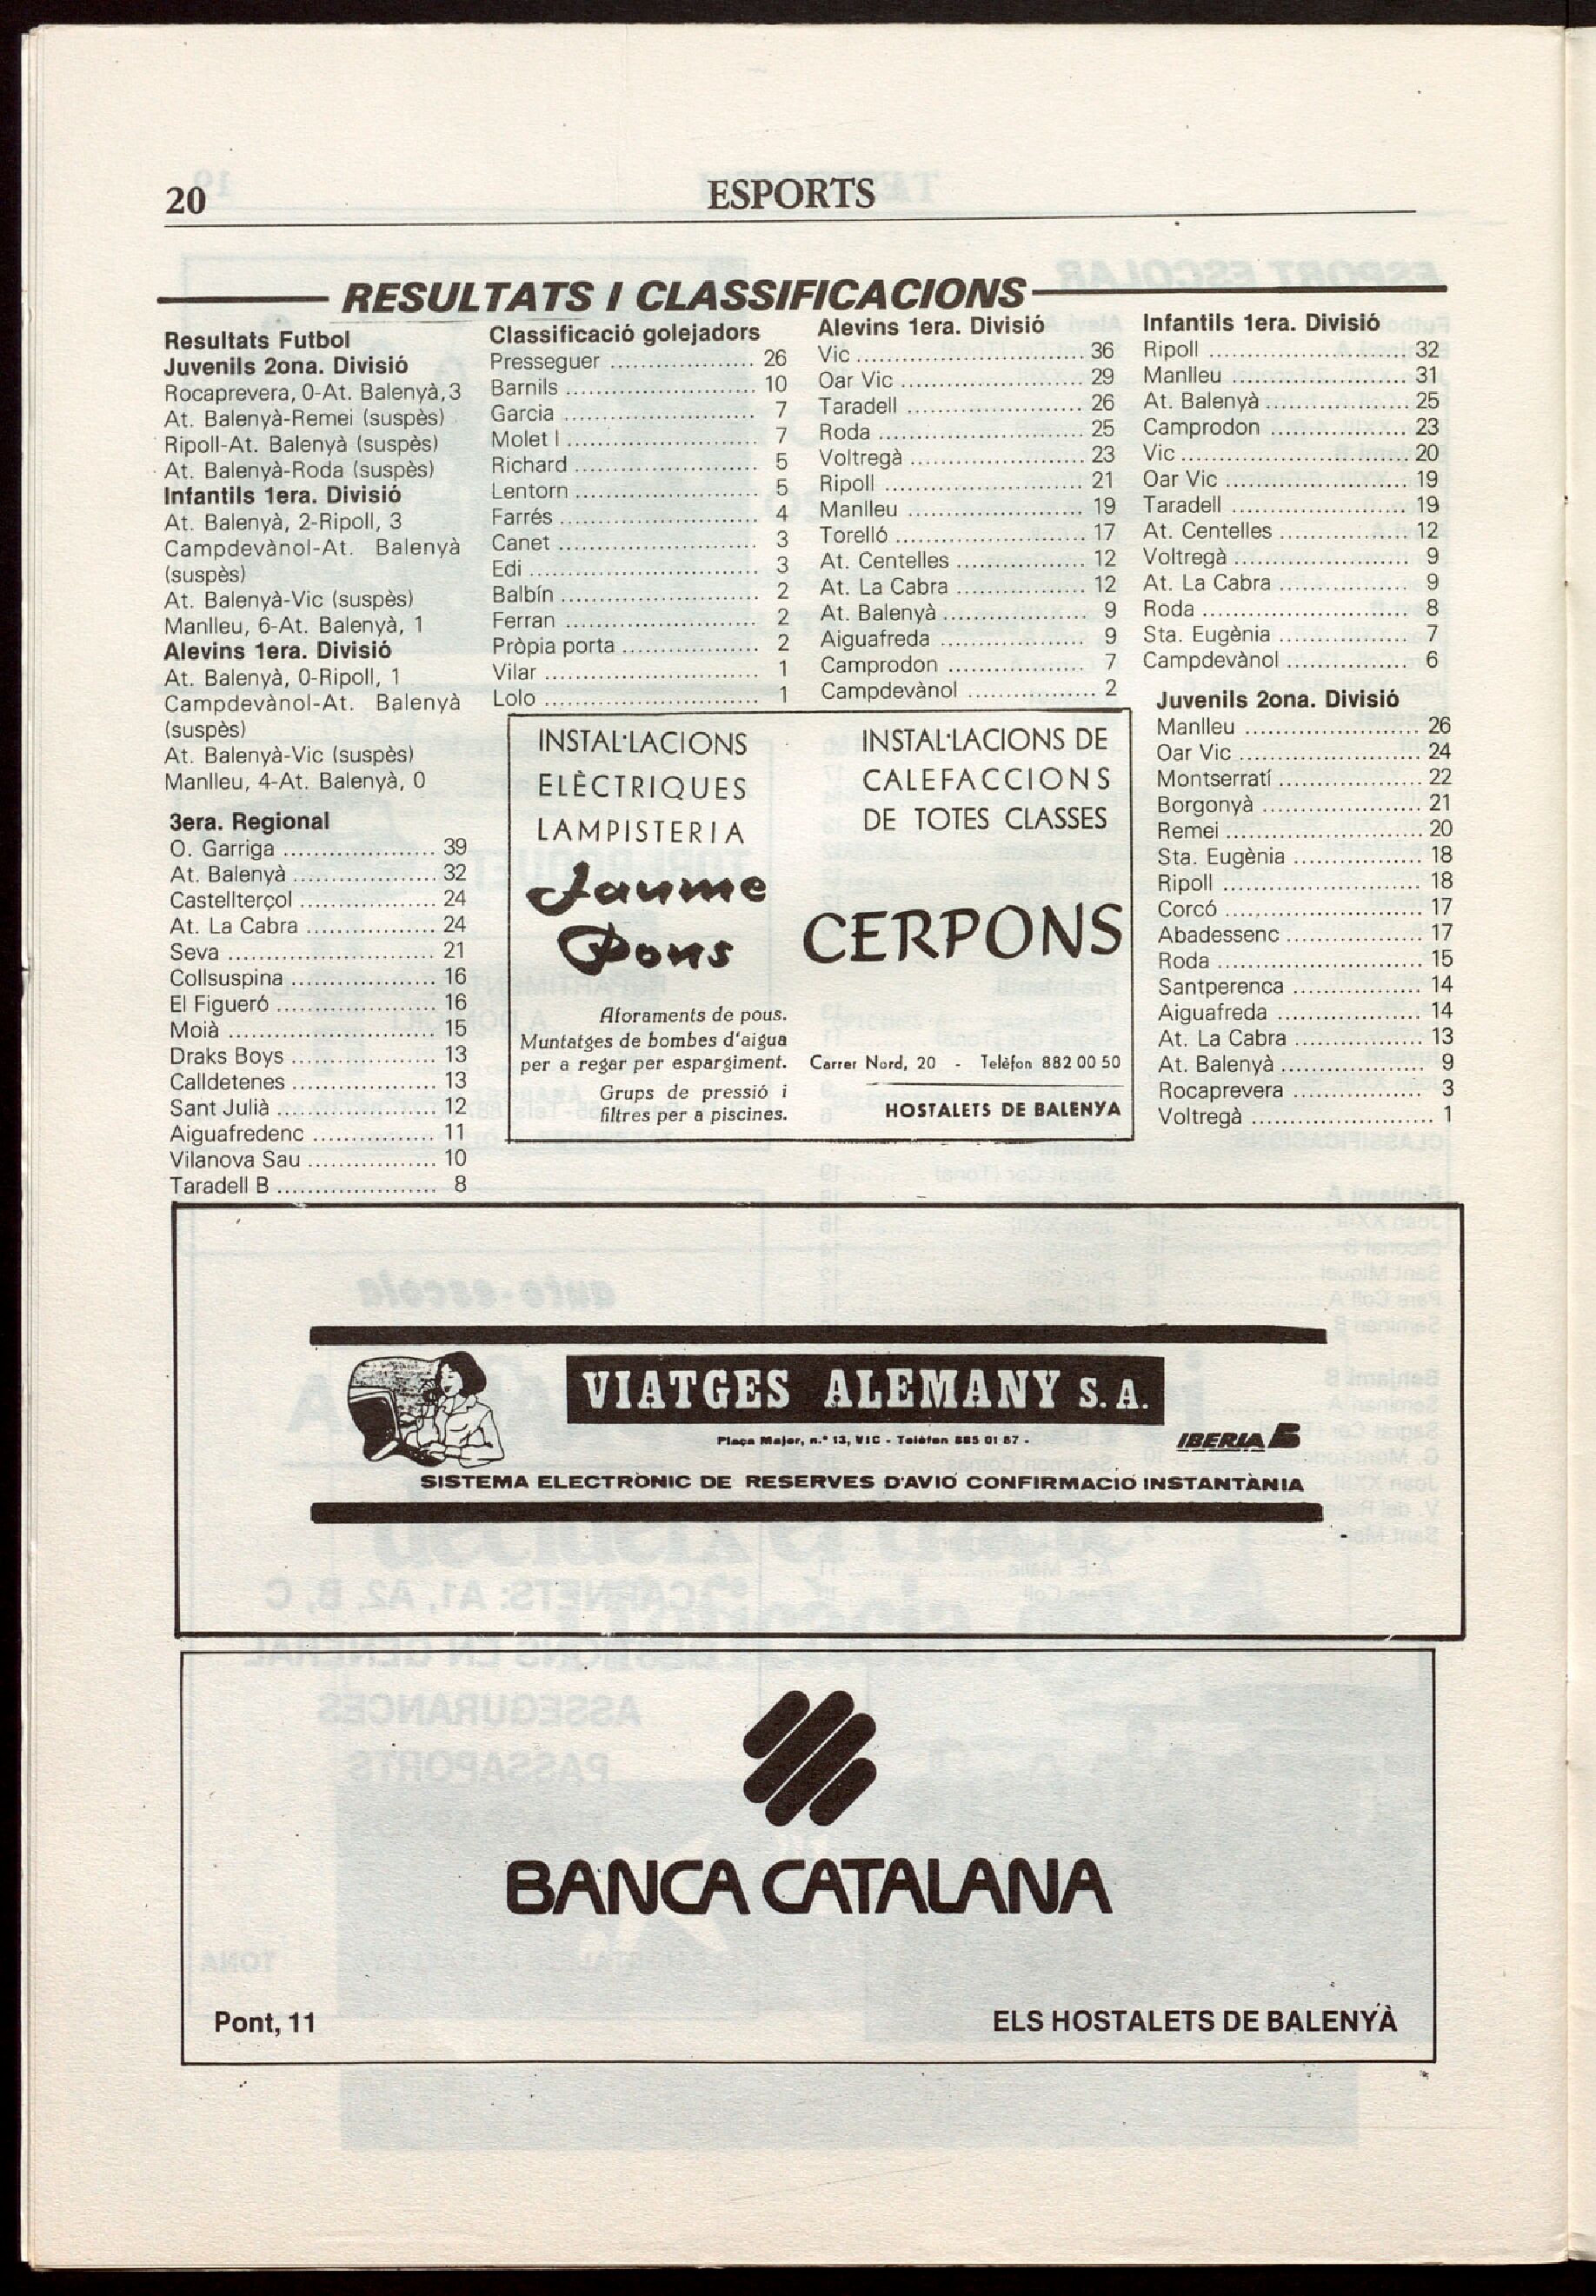 20
ESPORTS
RESULTATS I CLASSIFICACIONS
Resultats Futbol
Juvenils 2ona. Divisió
Rocaprevera, 0-At. Balenyà, 3
At. Balenyà-Remei (suspès)
Ripoll-At. Balenyà (suspès)
At. Balenyà-Roda (suspès)
Infantils 1era. Divisió
At. Balenyà, 2-Ripoll, 3
Campdevànol-At. Balenyà
(suspès)
At. Balenyà-Vic (suspès)
Manlleu, 6-At. Balenyà, 1
Alevins 1era. Divisió
At. Balenyà, 0-Ripoll, 1
Campdevànol-At. Balenyà
(suspès)
At. Balenyà-Vic (suspès)
Manlleu, 4-At. Balenyà, 0
3era. Regional
O. Garriga .................... 39
At. Balenyà ................... 32
Castellterçol .................. 24
At. La Cabra ................. 24
Seva ........................... 21
Collsuspina ................... 16
El Figueró ..................... 16
Moià ........................... 15
Draks Boys ................... 13
Calldetenes ................... 13
Sant Julià ..................... 12
Aiguafredenc ................ 11
Vilanova Sau ................. 10
Taradell B ..................... 8
Classificació golejadors
Presseguer ................... 26
Barnils ......................... 10
Garcia ......................... 7
Molet I ......................... 7
Richard ........................ 5
Lentorn ........................ 5
Farrés .......................... 4
Canet .......................... 3
Edi .............................. 3
Balbín .......................... 2
Ferran ......................... 2
Pròpia porta .................. 2
Vilar ............................ 1
Lolo ............................ 1
Alevins 1era. Divisió
Vic .............................. 36
Oar Vic ........................ 29
Taradell ....................... 26
Roda ........................... 25
Voltregà ....................... 23
Ripoll .......................... 21
Manlleu ....................... 19
Torelló ......................... 17
At. Centelles ................. 12
At. La Cabra ................. 12
At. Balenyà ................... 9
Aiguafreda ................... 9
Camprodon .................. 7
Campdevànol ................. 2
Infantils 1era. Divisió
Ripoll .......................... 32
Manlleu ....................... 31
At. Balenyà ................... 25
Camprodon .................. 23
Vic .............................. 20
Oar Vic ........................ 19
Taradell ....................... 19
At. Centelles ................. 12
Voltregà ....................... 9
At. La Cabra ................. 9
Roda ........................... 8
Sta. Eugènia ................. 7
Campdevànol ................ 6
Juvenils 2ona. Divisió
Manlleu ....................... 26
Oar Vic ........................ 24
Montserratí ................... 22
Borgonyà ..................... 21
Remei .......................... 20
Sta. Eugènia ................. 18
Ripoll .......................... 18
Corcó .......................... 17
Abadessenc .................. 17
Roda ........................... 15
Santperenca ................. 14
Aiguafreda ................... 14
At. La Cabra ................. 13
At. Balenyà ................... 9
Rocaprevera ................. 3
Voltregà ....................... 1
INSTAL·LACIONS
ELÈCTRIQUES
LAMPISTERIA
Jaume
Pons
Aforaments de pous.
Muntatges de bombes d'aigua
per a regar per espargiment.
Grups de pressió i
filtres per a piscines.
INSTAL·LACIONS DE
CALEFACCIONS
DE TOTES CLASSES
CERPONS
Carrer Nord, 20 - Telèfon 882 00 50
HOSTALETS DE BALENYA
VIATGES ALEMANY S.A.
Plaça Major, n.º 13, VIC - Telèfon 885 01 87 -
IBERIA
SISTEMA ELECTRÒNIC DE RESERVES D'AVIÓ CONFIRMACIÓ INSTANTÀNIA
BANCA CATALANA
Pont, 11
ELS HOSTALETS DE BALENYÀ